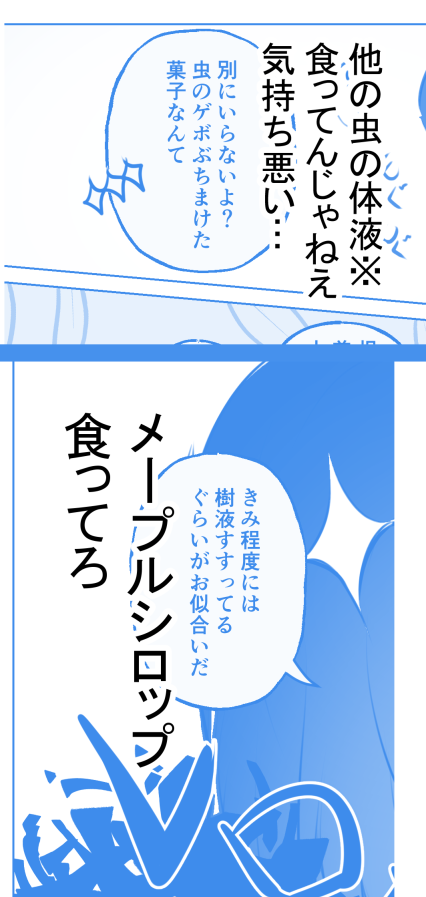 他の虫の体液※
食ってんじゃねえ
気持ち悪い…
別にいらないよ?
虫のゲボぶちまけた
菓子なんて
メープルシロップ
食ってろ
きみ程度には
樹液すすってる
ぐらいがお似合いだ